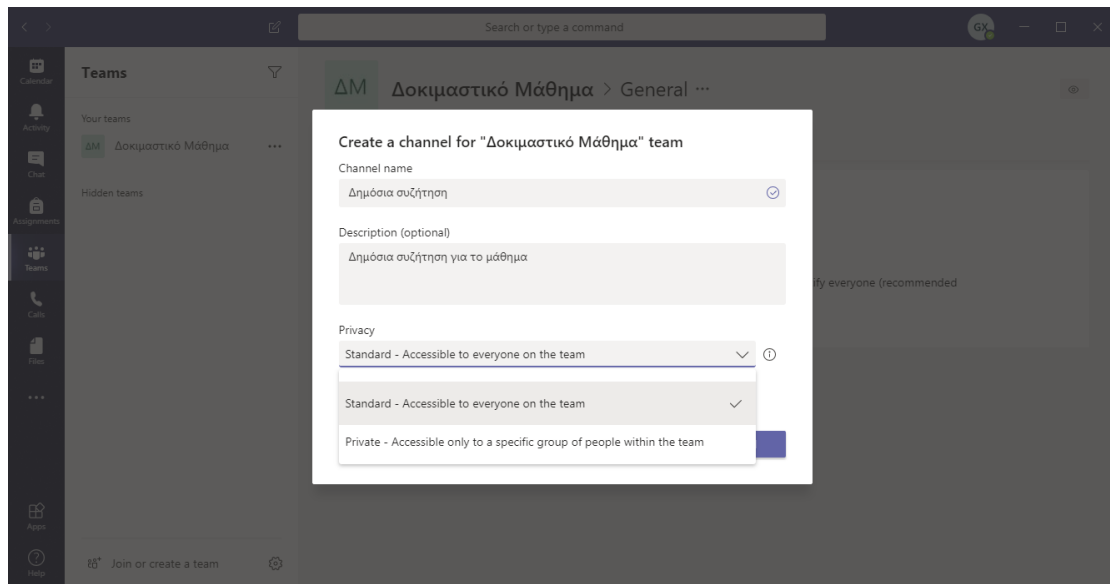 Search or type a command
GX
Calendar
Activity
Chat
Assignments
Teams
Calls
Files
Apps
Help
Teams
Your teams
ΔΜ Δοκιμαστικό Μάθημα
Hidden teams
Join or create a team
ΔΜ Δοκιμαστικό Μάθημα > General
ify everyone (recommended
Create a channel for "Δοκιμαστικό Μάθημα" team
Channel name
Δημόσια συζήτηση
Description (optional)
Δημόσια συζήτηση για το μάθημα
Privacy
Standard - Accessible to everyone on the team
Standard - Accessible to everyone on the team
Private - Accessible only to a specific group of people within the team